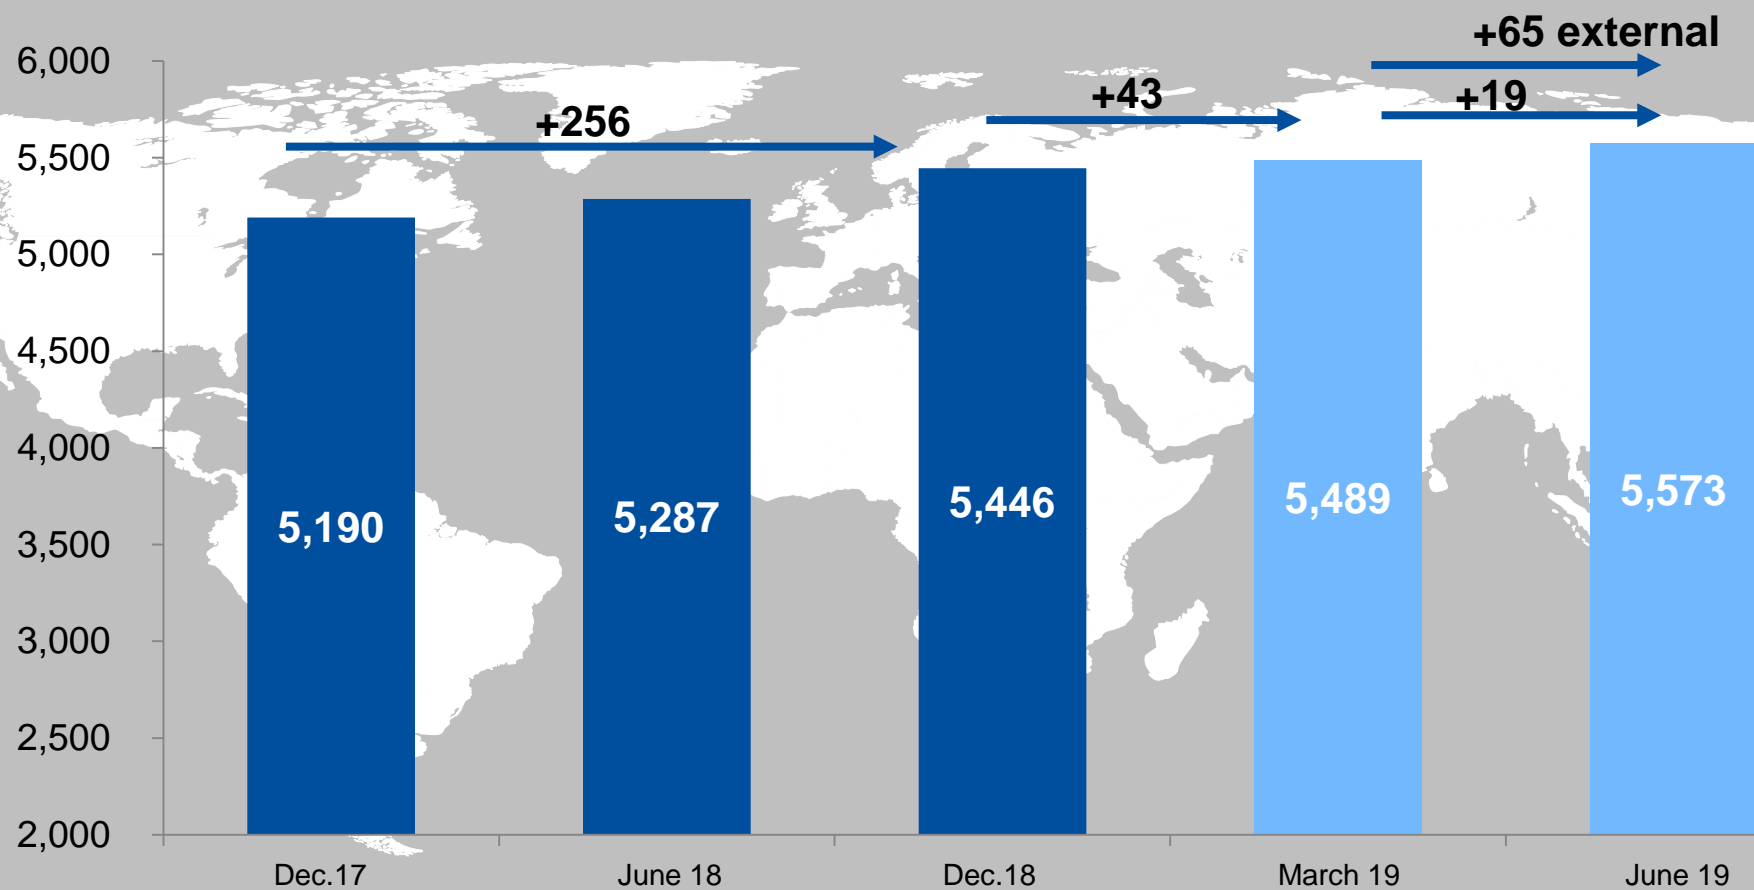 +65 external
+256
+43
+19
6,000
5,500
5,000
4,500
4,000
3,500
3,000
2,500
2,000
5,190
5,287
5,446
5,489
5,573
Dec.17
June 18
Dec.18
March 19
June 19